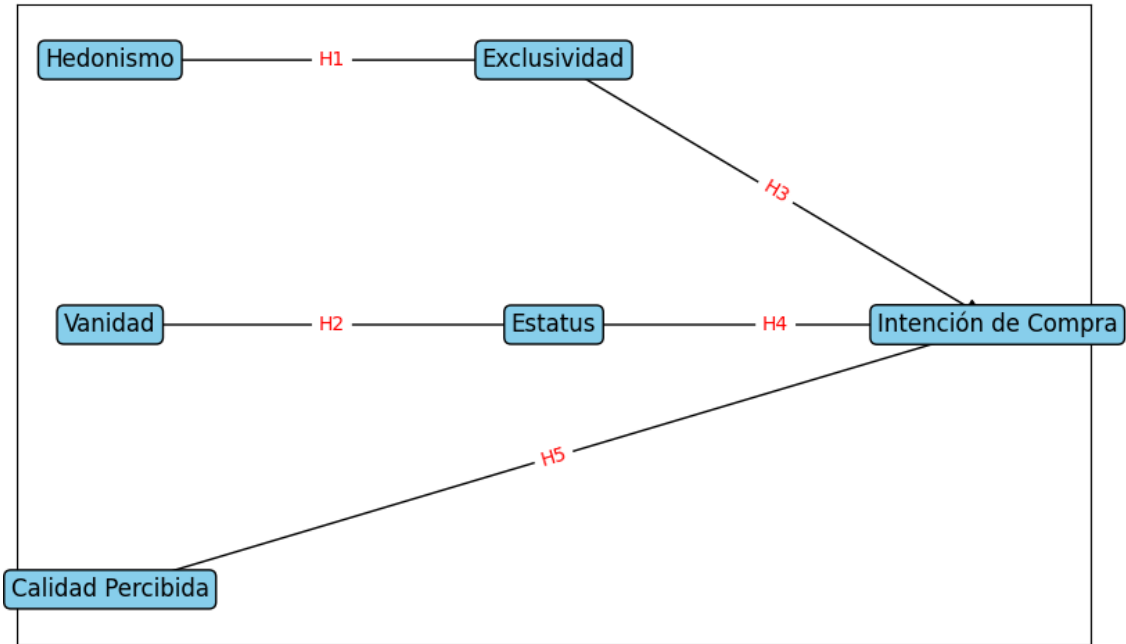 Hedonismo
H1
Exclusividad
H3
Vanidad
H2
Estatus
H4
Intención de Compra
H5
Calidad Percibida